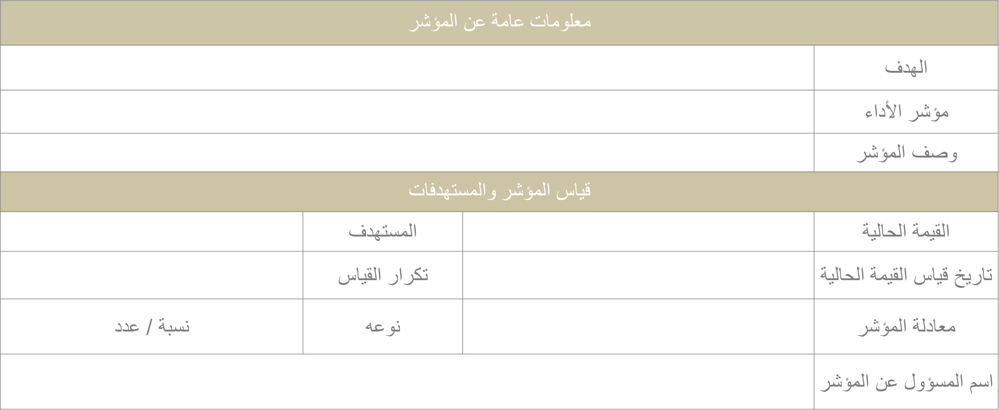 معلومات عامة عن المؤشر
الهدف
مؤشر الأداء
وصف المؤشر
قياس المؤشر والمستهدفات
القيمة الحالية
المستهدف
تاريخ قياس القيمة الحالية
تكرار القياس
معادلة المؤشر
نوعه
نسبة / عدد
اسم المسؤول عن المؤشر